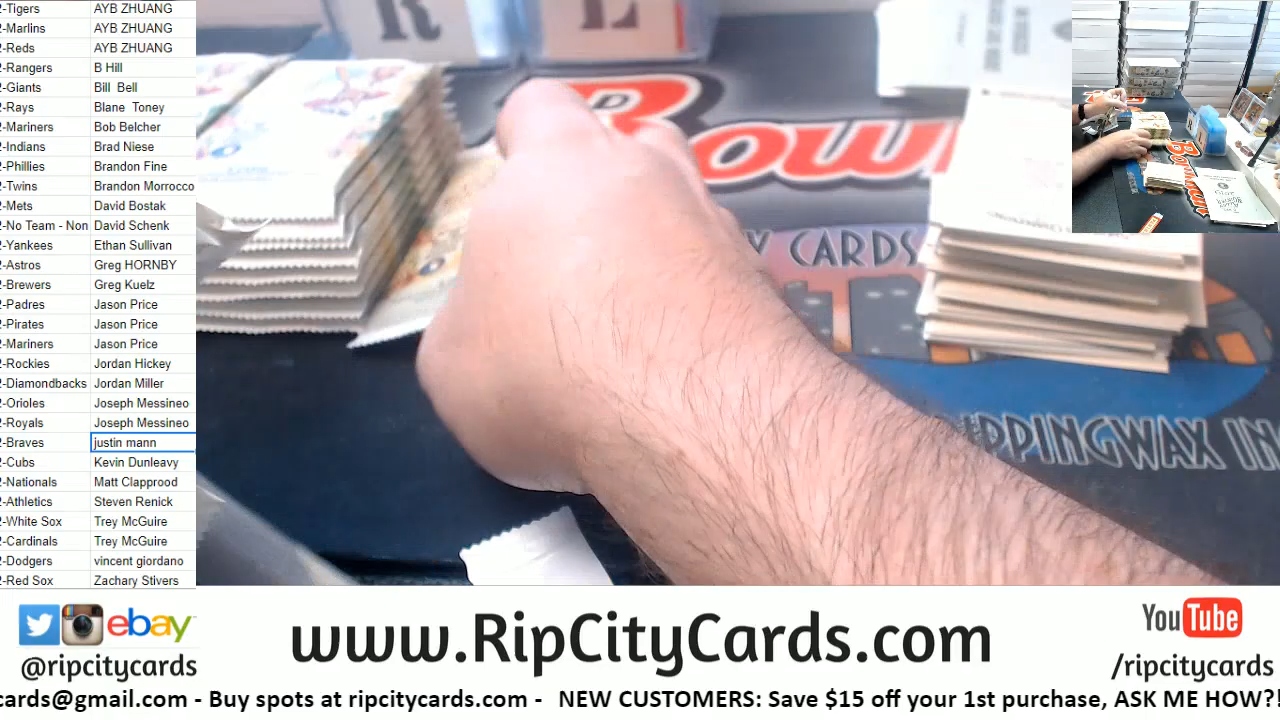 2-Tigers AYB ZHUANG
2-Marlins AYB ZHUANG
2-Reds AYB ZHUANG
2-Rangers B Hill
2-Giants Bill Bell
2-Rays Blane Toney
2-Mariners Bob Belcher
2-Indians Brad Niese
2-Phillies Brandon Fine
2-Twins Brandon Morrocco
2-Mets David Bostak
2-No Team - Non David Schenk
2-Yankees Ethan Sullivan
2-Astros Greg HORNBY
2-Brewers Greg Kuelz
2-Padres Jason Price
2-Pirates Jason Price
2-Mariners Jason Price
2-Rockies Jordan Hickey
2-Diamondbacks Jordan Miller
2-Orioles Joseph Messineo
2-Royals Joseph Messineo
2-Braves justin mann
2-Cubs Kevin Dunleavy
2-Nationals Matt Clapprood
2-Athletics Steven Renick
2-White Sox Trey McGuire
2-Cardinals Trey McGuire
2-Dodgers vincent giordano
2-Red Sox Zachary Stivers
R L
Bowm
Y CARDS
IPPINGWAX IN
ebay
@ripcitycards
www.RipCityCards.com
YouTube
/ripcitycards
cards@gmail.com - Buy spots at ripcitycards.com - NEW CUSTOMERS: Save $15 off your 1st purchase, ASK ME HOW?!